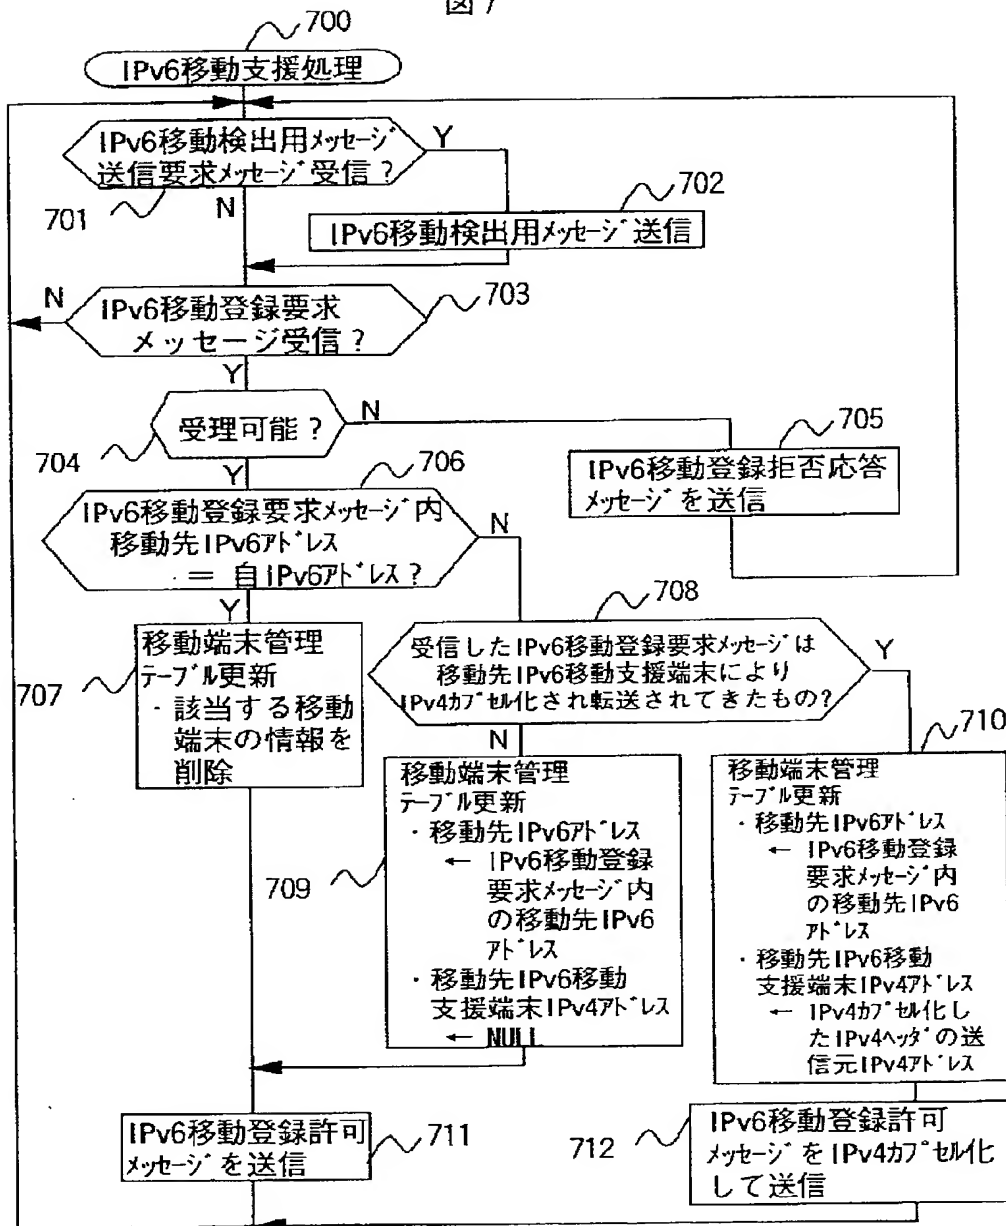 図7
700
IPv6移動支援処理
IPv6移動検出用メッセージ
送信要求メッセージ受信？
Y
701
N
702
IPv6移動検出用メッセージ送信
N
IPv6移動登録要求
メッセージ受信？
703
Y
受理可能？
N
704
Y
705
IPv6移動登録拒否応答
メッセージを送信
706
IPv6移動登録要求メッセージ内
移動先IPv6アドレス
＝ 自IPv6アドレス？
N
Y
707
移動端末管理
テーブル更新
・該当する移動
端末の情報を
削除
708
受信したIPv6移動登録要求メッセージは
移動先IPv6移動支援端末により
IPv4カプセル化され転送されてきたもの？
Y
N
709
移動端末管理
テーブル更新
・移動先IPv6アドレス
← IPv6移動登録
要求メッセージ内
の移動先IPv6
アドレス
・移動先IPv6移動
支援端末IPv4アドレス
← NULL
710
移動端末管理
テーブル更新
・移動先IPv6アドレス
← IPv6移動登録
要求メッセージ内
の移動先IPv6
アドレス
・移動先IPv6移動
支援端末IPv4アドレス
← IPv4カプセル化し
たIPv4ヘッダの送
信元IPv4アドレス
IPv6移動登録許可
メッセージを送信
711
712
IPv6移動登録許可
メッセージをIPv4カプセル化
して送信